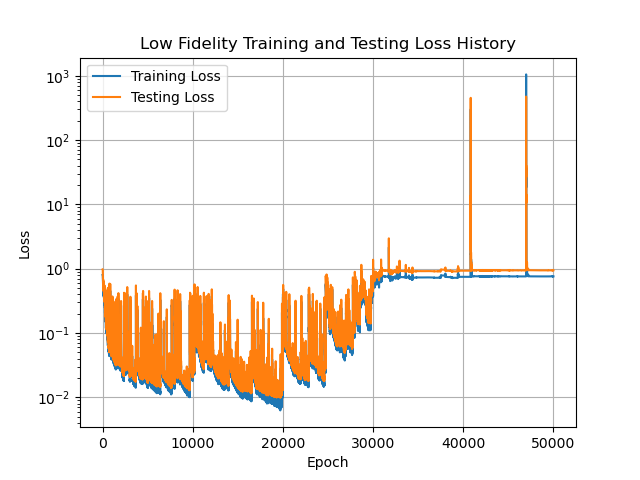 Low Fidelity Training and Testing Loss History
Training Loss
Testing Loss
10³
10²
10¹
10⁰
10⁻¹
10⁻²
Loss
0 10000 20000 30000 40000 50000
Epoch